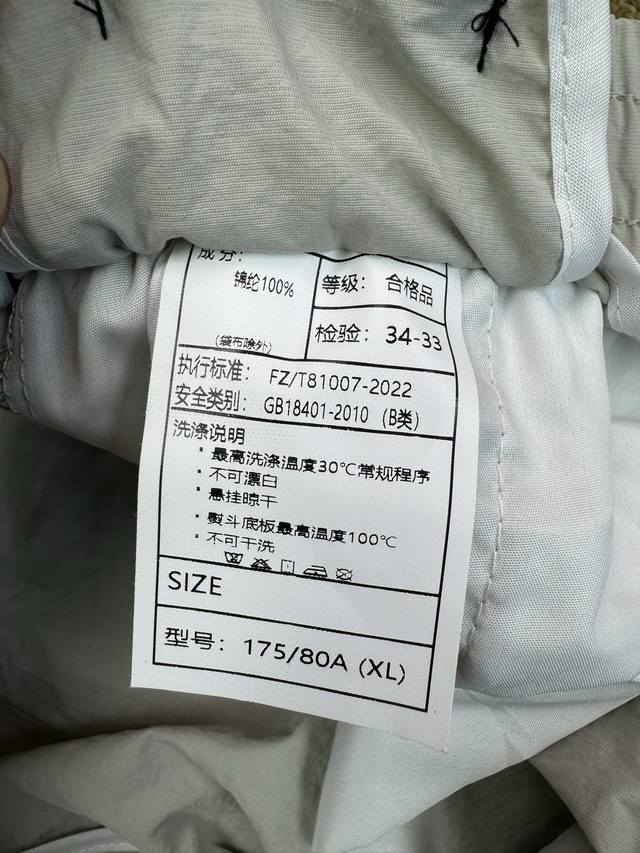 成分：
锦纶100%
（袋布除外）
等级： 合格品
检验： 34-33
执行标准： FZ/T81007-2022
安全类别： GB18401-2010（B类）
洗涤说明
·最高洗涤温度30℃常规程序
·不可漂白
·悬挂晾干
·熨斗底板最高温度100℃
·不可干洗
SIZE
型号：175/80A (XL)